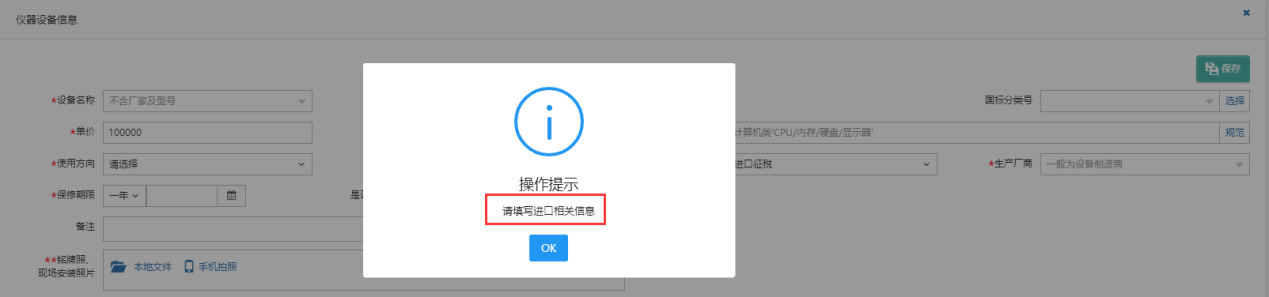 仪器设备信息
保存
*设备名称 不含厂家及型号
国标分类号 选择
*单价 100000
计算机类'CPU/内存/硬盘/显示器' 规范
*使用方向 请选择
进口征税
*生产厂商 一般为设备制造商
*保修期限 一年
操作提示
请填写进口相关信息
OK
备注
**铭牌照、
现场安装照片
本地文件 手机拍照